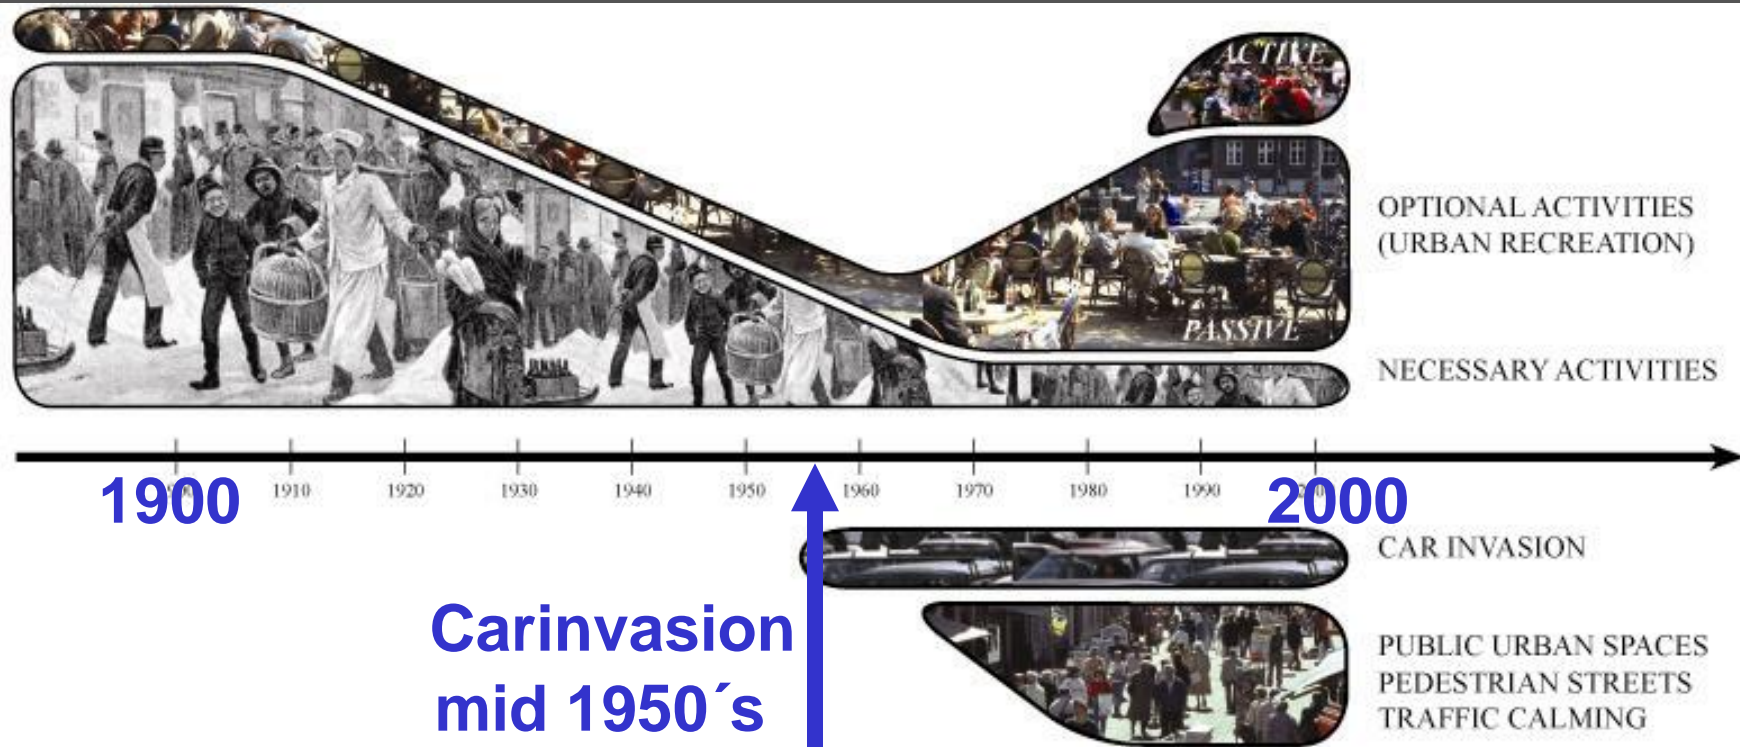 ACTIVE
OPTIONAL ACTIVITIES
(URBAN RECREATION)
PASSIVE
NECESSARY ACTIVITIES
1910 1920 1930 1940 1950 1960 1970 1980 1990
1900 2000
CAR INVASION
Carinvasion
mid 1950´s
PUBLIC URBAN SPACES
PEDESTRIAN STREETS
TRAFFIC CALMING